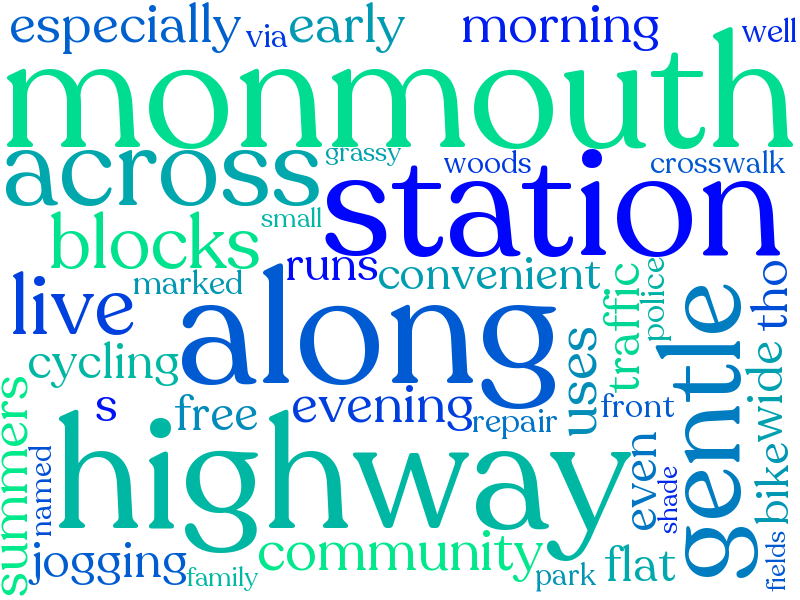 especially via early morning well
monmouth
across grassy woods crosswalk
station
blocks small
runs convenient
marked
live along
traffic police tho
cycling uses gentle wide
s free evening repair front
summers named highway even shade bike
jogging family community park flat fields